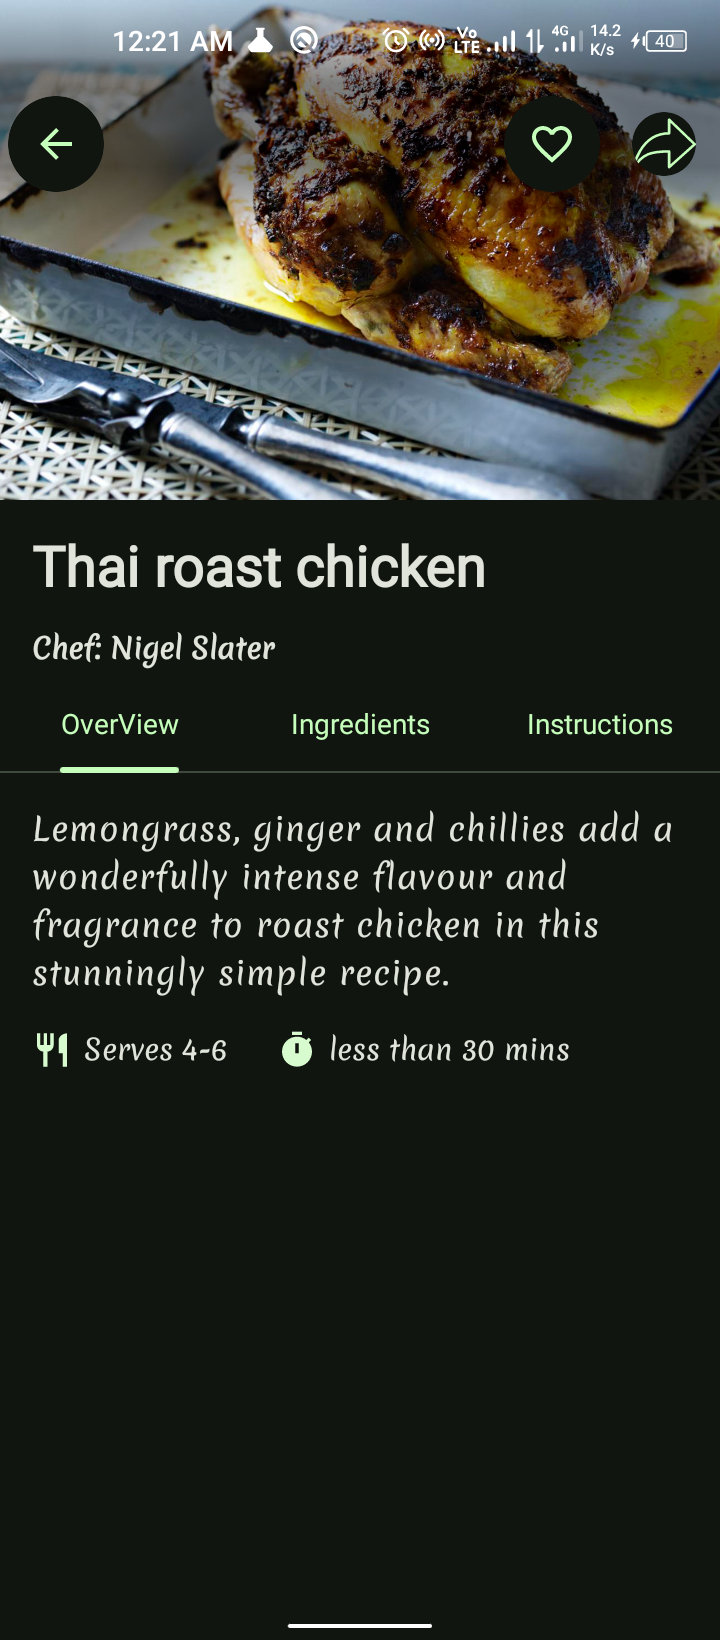 12:21 AM Vo LTE 4G 14.2 K/s 40
Thai roast chicken
Chef: Nigel Slater
OverView Ingredients Instructions
Lemongrass, ginger and chillies add a
wonderfully intense flavour and
fragrance to roast chicken in this
stunningly simple recipe.
Serves 4-6 less than 30 mins